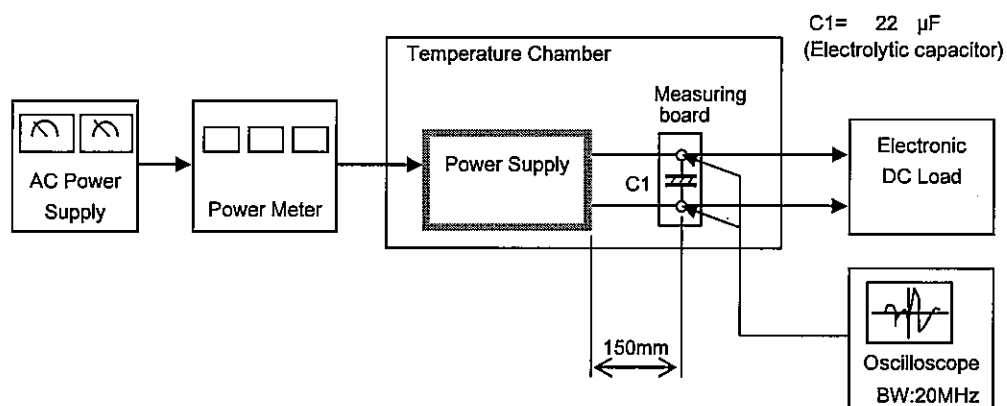 C1= 22 µF
(Electrolytic capacitor)
Temperature Chamber
Measuring
board
AC Power
Supply
Power Meter
Power Supply
C1
Electronic
DC Load
150mm
Oscilloscope
BW:20MHz